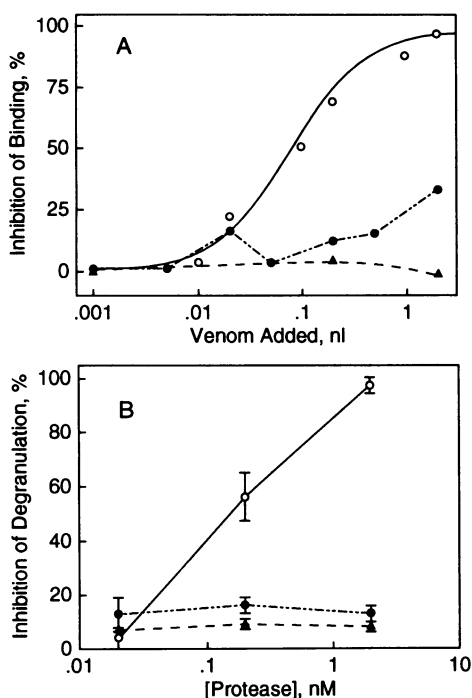 A
100
75
50
25
0
Inhibition of Binding, %
.001 .01 .1 1
Venom Added, nl
B
100
80
60
40
20
0
Inhibition of Degranulation, %
.01 0.1 1 10
[Protease], nM